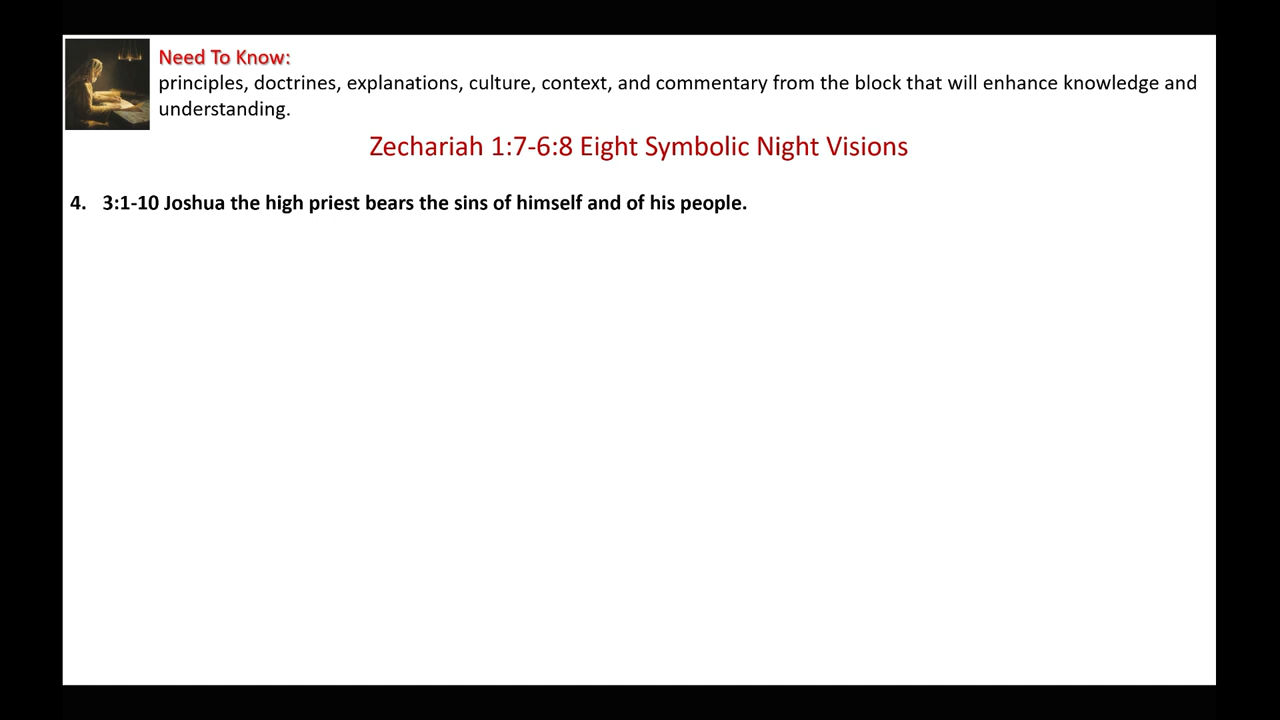 Need To Know:
principles, doctrines, explanations, culture, context, and commentary from the block that will enhance knowledge and
understanding.
Zechariah 1:7-6:8 Eight Symbolic Night Visions
4. 3:1-10 Joshua the high priest bears the sins of himself and of his people.